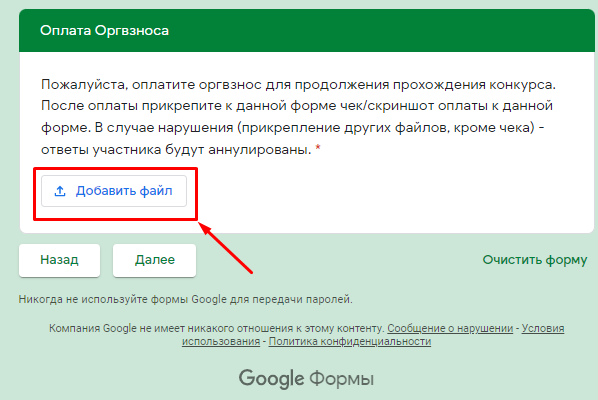 Оплата Оргвзноса
Пожалуйста, оплатите оргвзнос для продолжения прохождения конкурса.
После оплаты прикрепите к данной форме чек/скриншот оплаты к данной
форме. В случае нарушения (прикрепление других файлов, кроме чека) -
ответы участника будут аннулированы. *
Добавить файл
Назад Далее Очистить форму
Никогда не используйте формы Google для передачи паролей.
Компания Google не имеет никакого отношения к этому контенту. Сообщение о нарушении - Условия
использования - Политика конфиденциальности
Google Формы